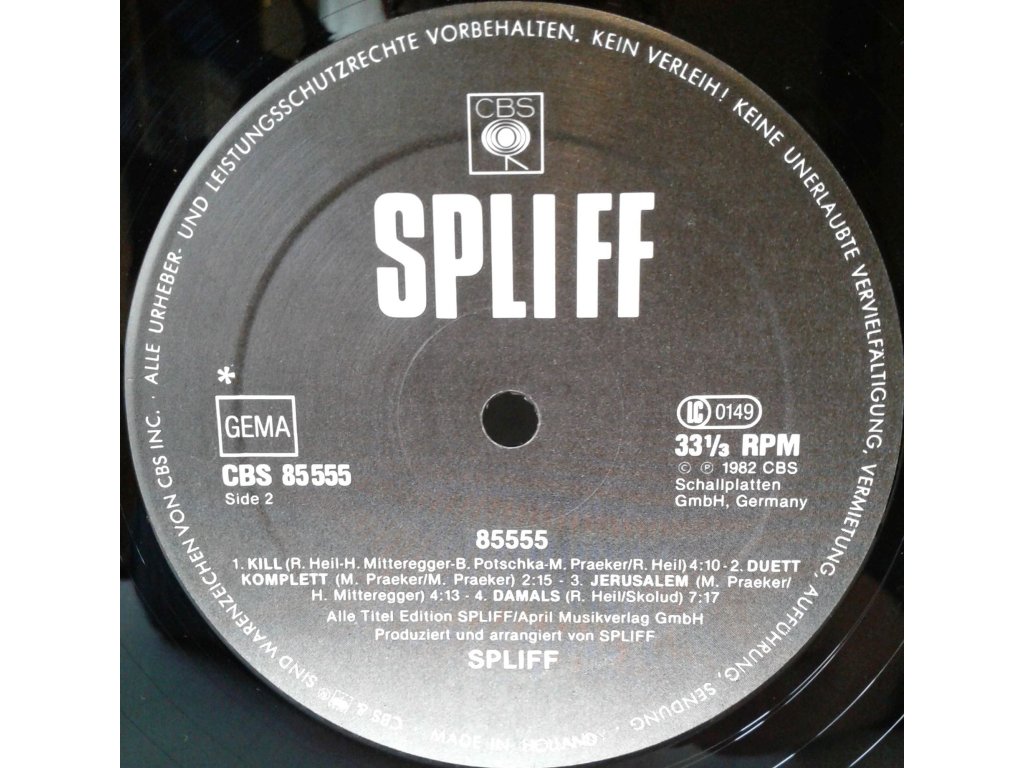 ALLE URHEBER- UND LEISTUNGSSCHUTZRECHTE VORBEHALTEN. KEIN VERLEIH! KEINE UNERLAUBTE VERVIELFÄLTIGUNG, VERMIETUNG, AUFFÜHRUNG, SENDUNG
CBS
SPLIFF
*
GEMA
LC 0149
CBS 85555
33⅓ RPM
Side 2
© ℗ 1982 CBS
Schallplatten
GmbH, Germany
85555
1. KILL (R. Heil-H. Mitteregger-B. Potschka-M. Praeker/R. Heil) 4:10 - 2. DUETT
KOMPLETT (M. Praeker/M. Praeker) 2:15 - 3. JERUSALEM (M. Praeker/
H. Mitteregger) 4:13 - 4. DAMALS (R. Heil/Skolud) 7:17
Alle Titel Edition SPLIFF/April Musikverlag GmbH
Produziert und arrangiert von SPLIFF
SPLIFF
CBS & ® SIND WARENZEICHEN VON CBS INC. ·
MADE IN HOLLAND